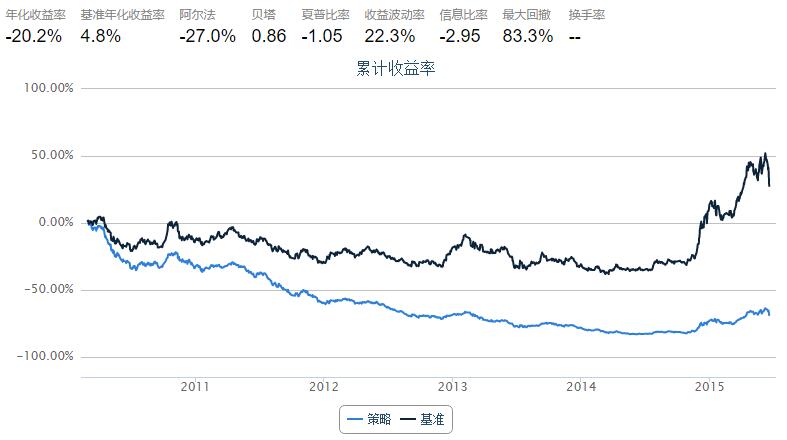 年化收益率 基准年化收益率 阿尔法 贝塔 夏普比率 收益波动率 信息比率 最大回撤 换手率
-20.2% 4.8% -27.0% 0.86 -1.05 22.3% -2.95 83.3% --
累计收益率
100.00%
50.00%
0.00%
-50.00%
-100.00%
2011 2012 2013 2014 2015
策略 基准